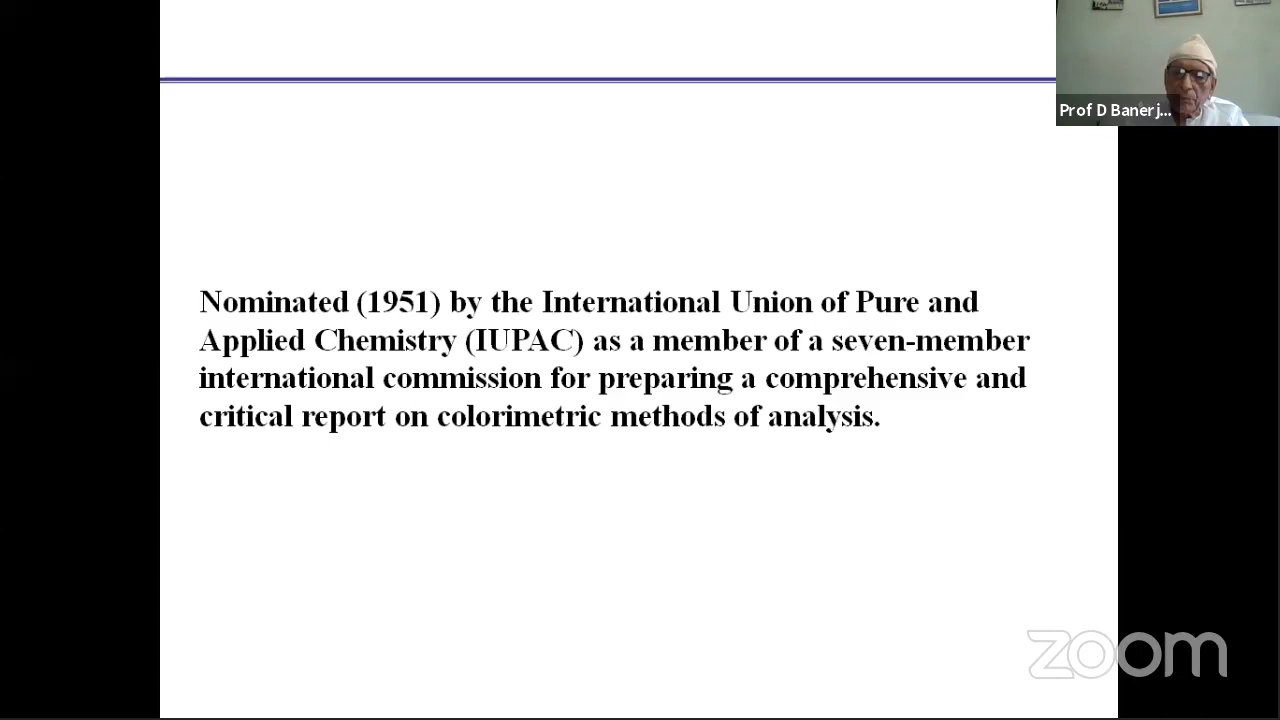 Prof D Banerj...
Nominated (1951) by the International Union of Pure and
Applied Chemistry (IUPAC) as a member of a seven-member
international commission for preparing a comprehensive and
critical report on colorimetric methods of analysis.
zoom